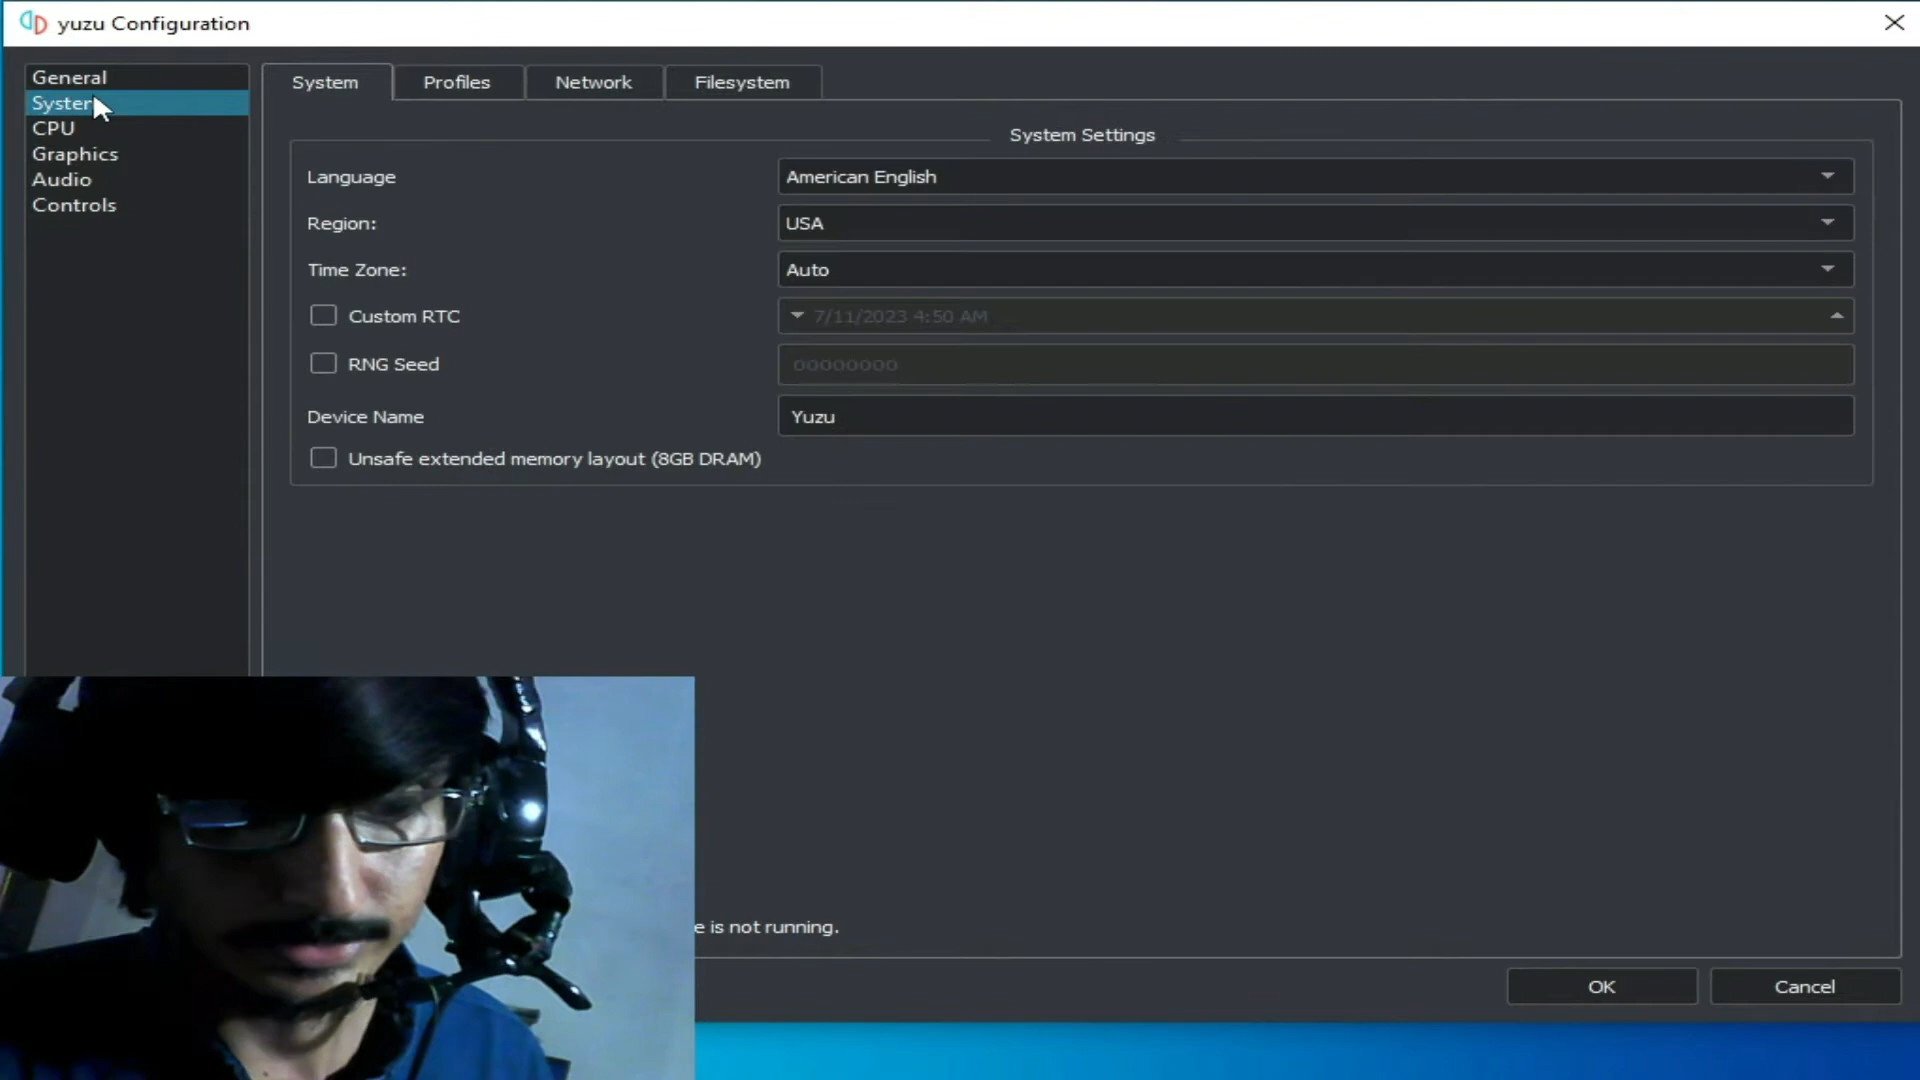 yuzu Configuration
General
System
CPU
Graphics
Audio
Controls
System Profiles Network Filesystem
System Settings
Language American English
Region: USA
Time Zone: Auto
Custom RTC 7/11/2023 4:50 AM
RNG Seed 00000000
Device Name Yuzu
Unsafe extended memory layout (8GB DRAM)
e is not running.
OK Cancel